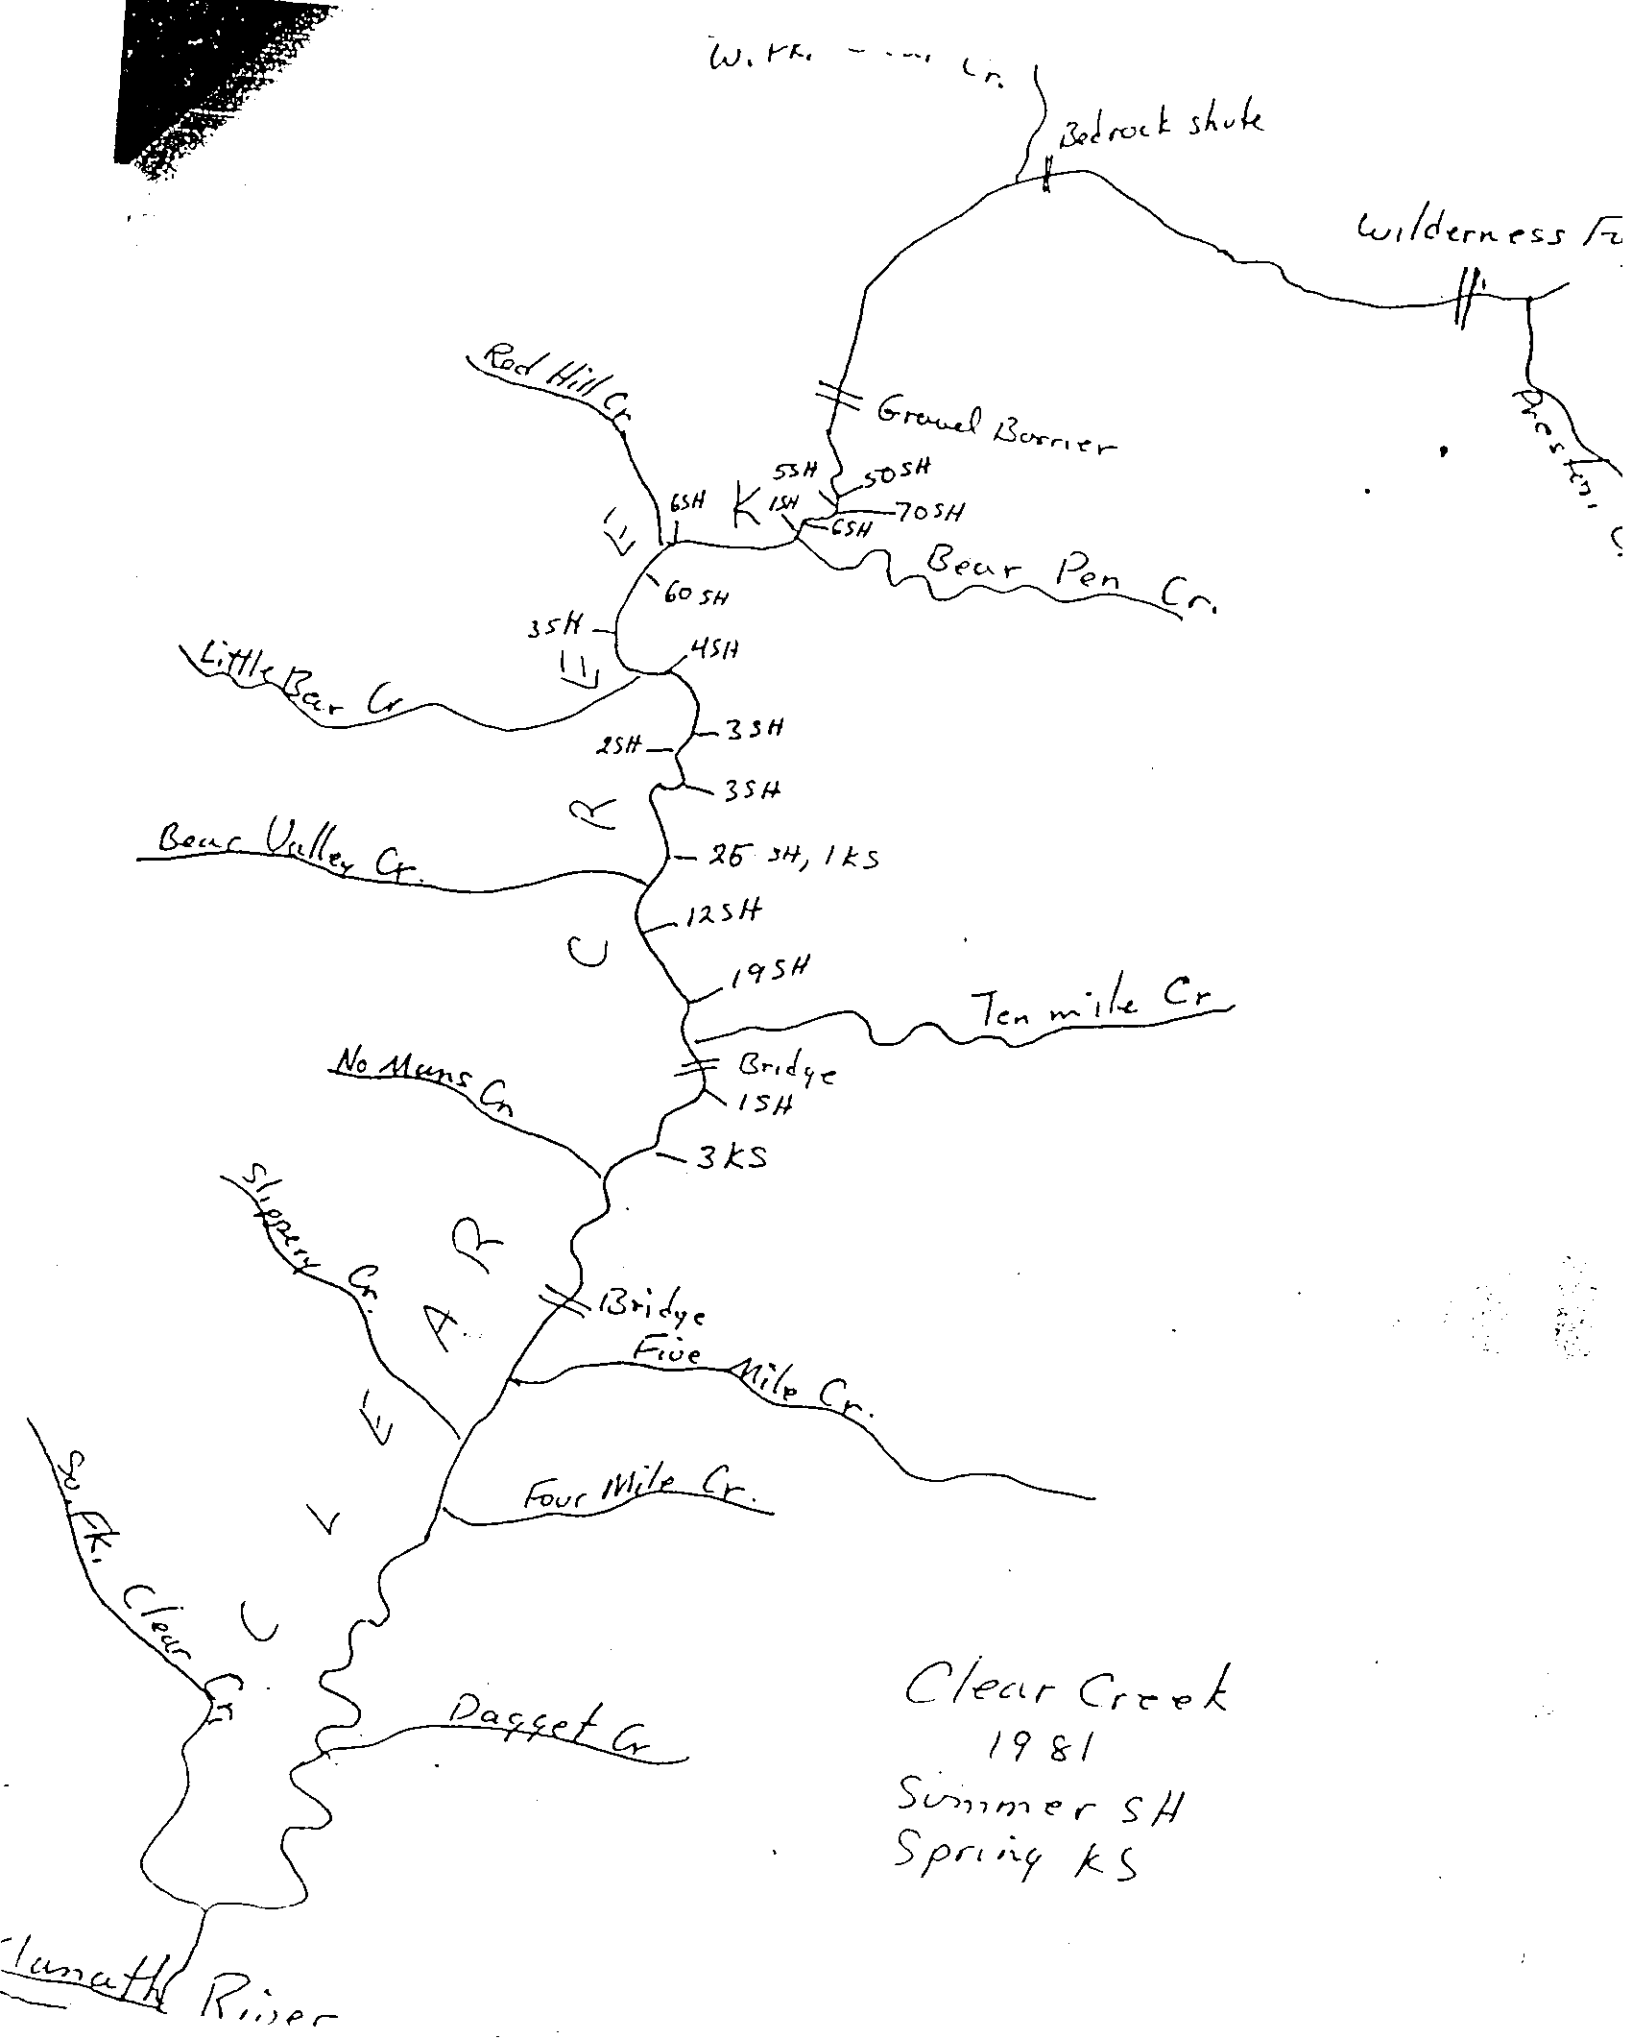 Cr.
Bedrock shute
Wilderness
Red Hill Cr.
Gravel Barrier
5SH
50SH
6SH
K
1SH
70SH
6SH
E
Bear Pen Cr.
60SH
3SH
4SH
E
Little Bear Cr
3SH
2SH
3SH
R
Bear Valley Cr.
25 SH, 1KS
12SH
C
19SH
Ten mile Cr
No Mans Cr
Bridge
1SH
3KS
Slippery Cr.
R
A
Bridge
Five Mile Cr.
E
So. Fk. Clear Cr.
Four Mile Cr.
L
C
Dagget Cr
Clear Creek
1981
Summer SH
Spring KS
River